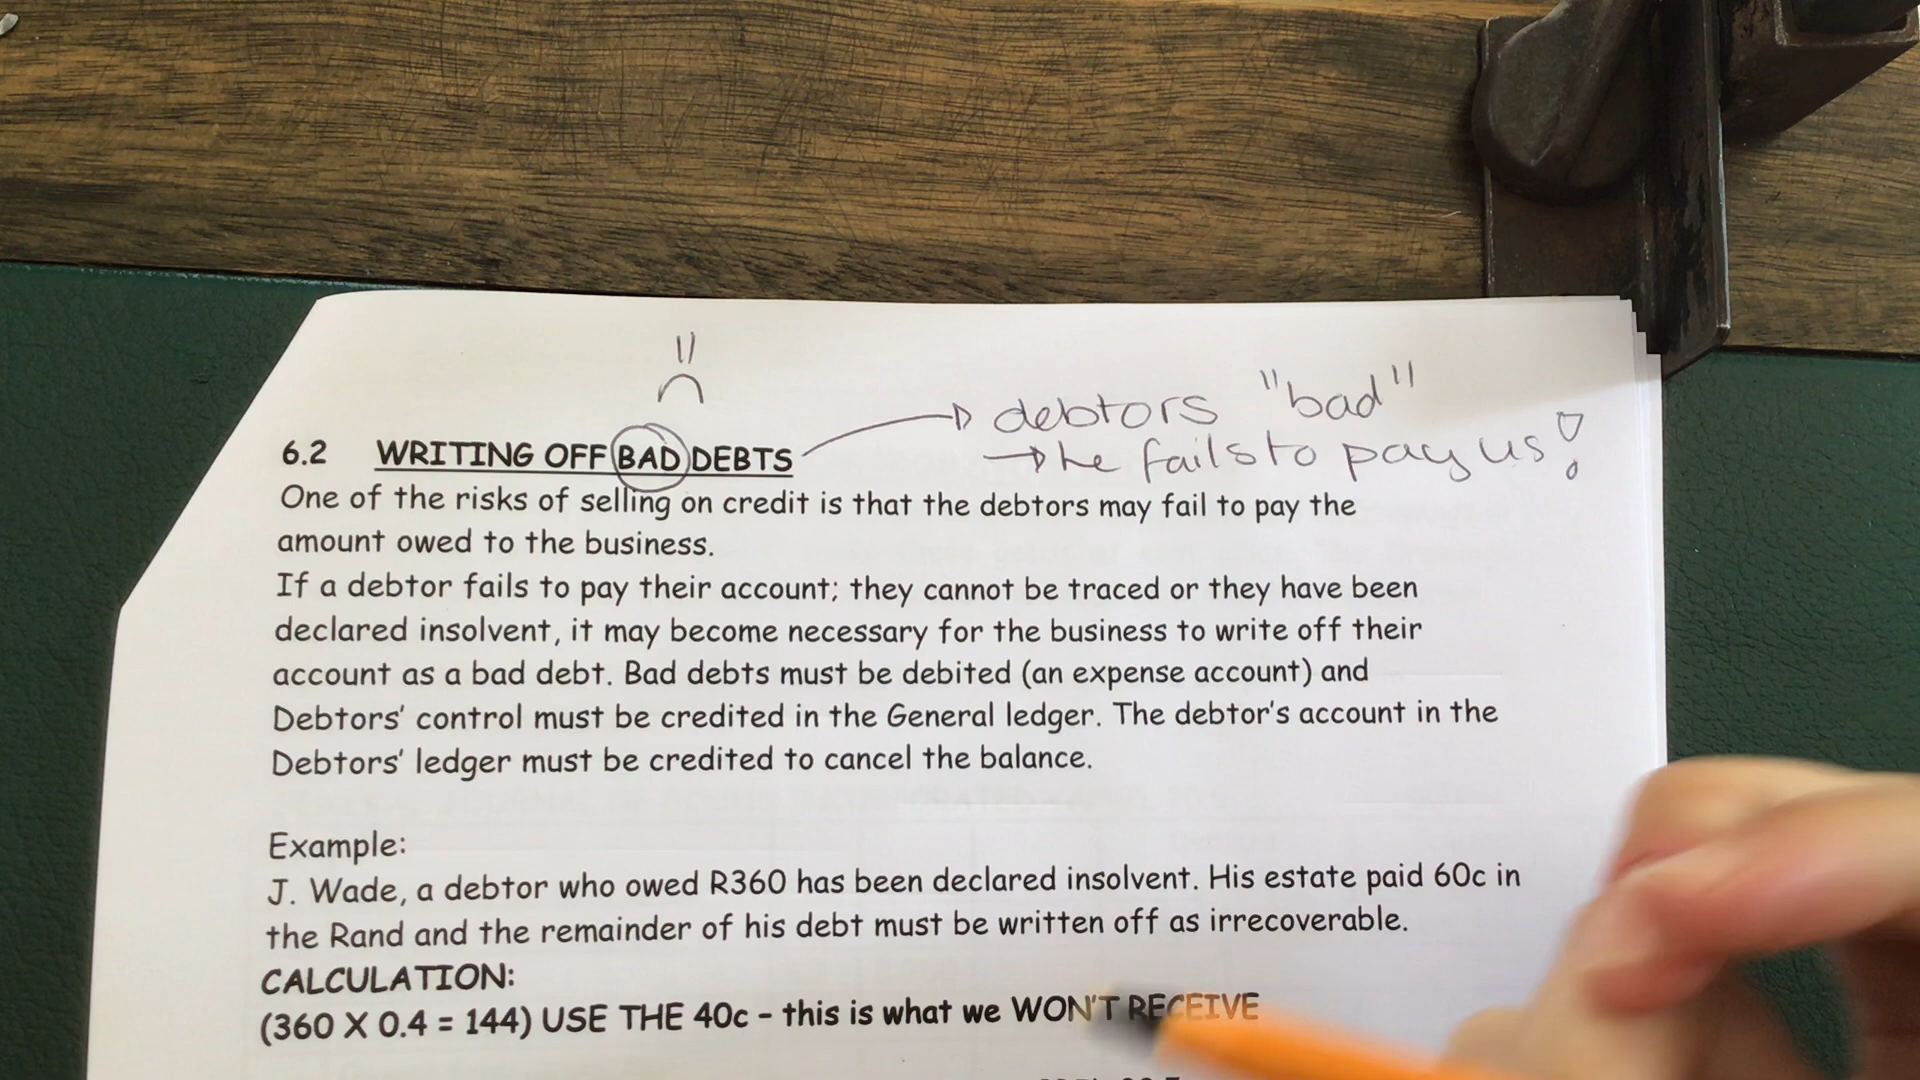 debtors "bad"
→ he fails to pay us!
6.2 WRITING OFF BAD DEBTS
One of the risks of selling on credit is that the debtors may fail to pay the
amount owed to the business.
If a debtor fails to pay their account; they cannot be traced or they have been
declared insolvent, it may become necessary for the business to write off their
account as a bad debt. Bad debts must be debited (an expense account) and
Debtors' control must be credited in the General ledger. The debtor's account in the
Debtors' ledger must be credited to cancel the balance.
Example:
J. Wade, a debtor who owed R360 has been declared insolvent. His estate paid 60c in
the Rand and the remainder of his debt must be written off as irrecoverable.
CALCULATION:
(360 X 0.4 = 144) USE THE 40c – this is what we WON'T RECEIVE